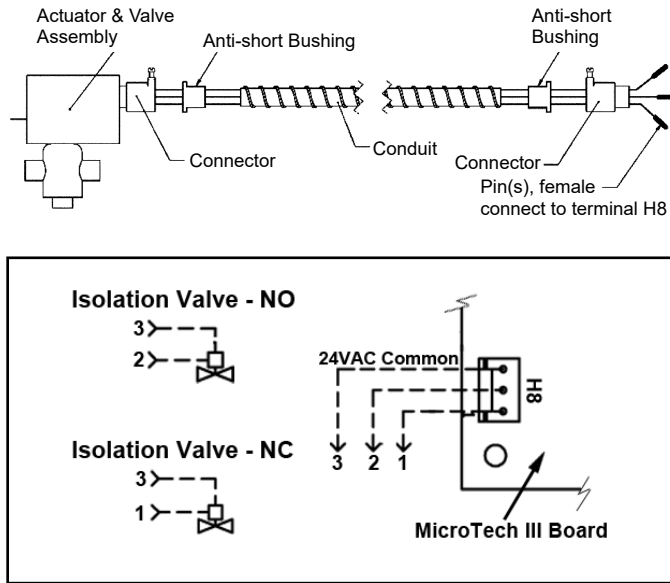 Actuator & Valve
Assembly
Anti-short Bushing
Anti-short
Bushing
Connector
Conduit
Connector
Pin(s), female
connect to terminal H8
Isolation Valve - NO
3
2
24VAC Common
H8
3 2 1
Isolation Valve - NC
3
1
MicroTech III Board